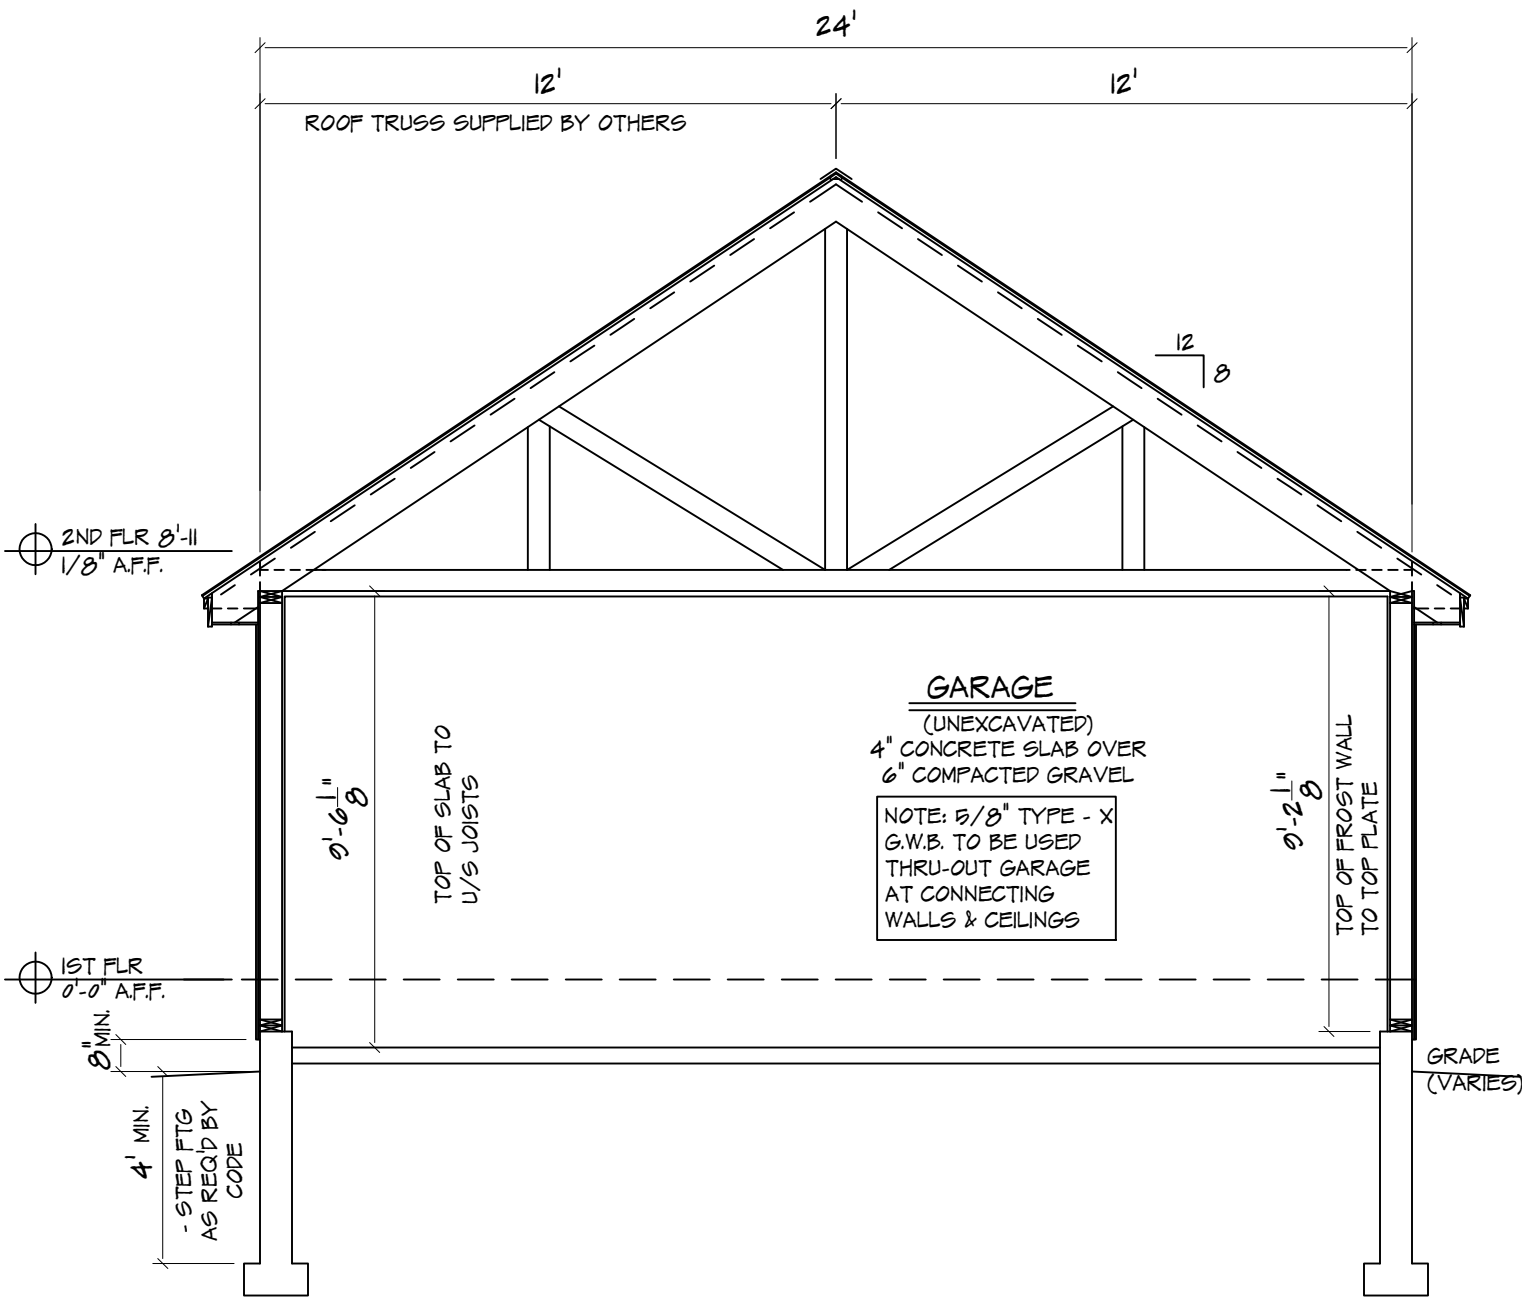 24'
12'
12'
ROOF TRUSS SUPPLIED BY OTHERS
12
8
2ND FLR 8'-11
1/8" A.F.F.
GARAGE
(UNEXCAVATED)
4" CONCRETE SLAB OVER
6" COMPACTED GRAVEL
NOTE: 5/8" TYPE - X
G.W.B. TO BE USED
THRU-OUT GARAGE
AT CONNECTING
WALLS & CEILINGS
9'-6 1/8"
TOP OF SLAB TO
U/S JOISTS
9'-2 1/8"
TOP OF FROST WALL
TO TOP PLATE
1ST FLR
0'-0" A.F.F.
8" MIN.
GRADE
(VARIES)
4' MIN.
- STEP FTG
AS REQ'D BY
CODE